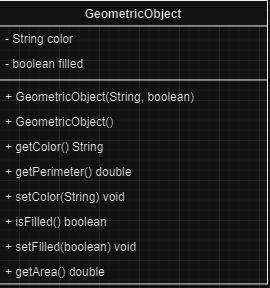 GeometricObject
- String color
- boolean filled
+ GeometricObject(String, boolean)
+ GeometricObject()
+ getColor() String
+ getPerimeter() double
+ setColor(String) void
+ isFilled() boolean
+ setFilled(boolean) void
+ getArea() double